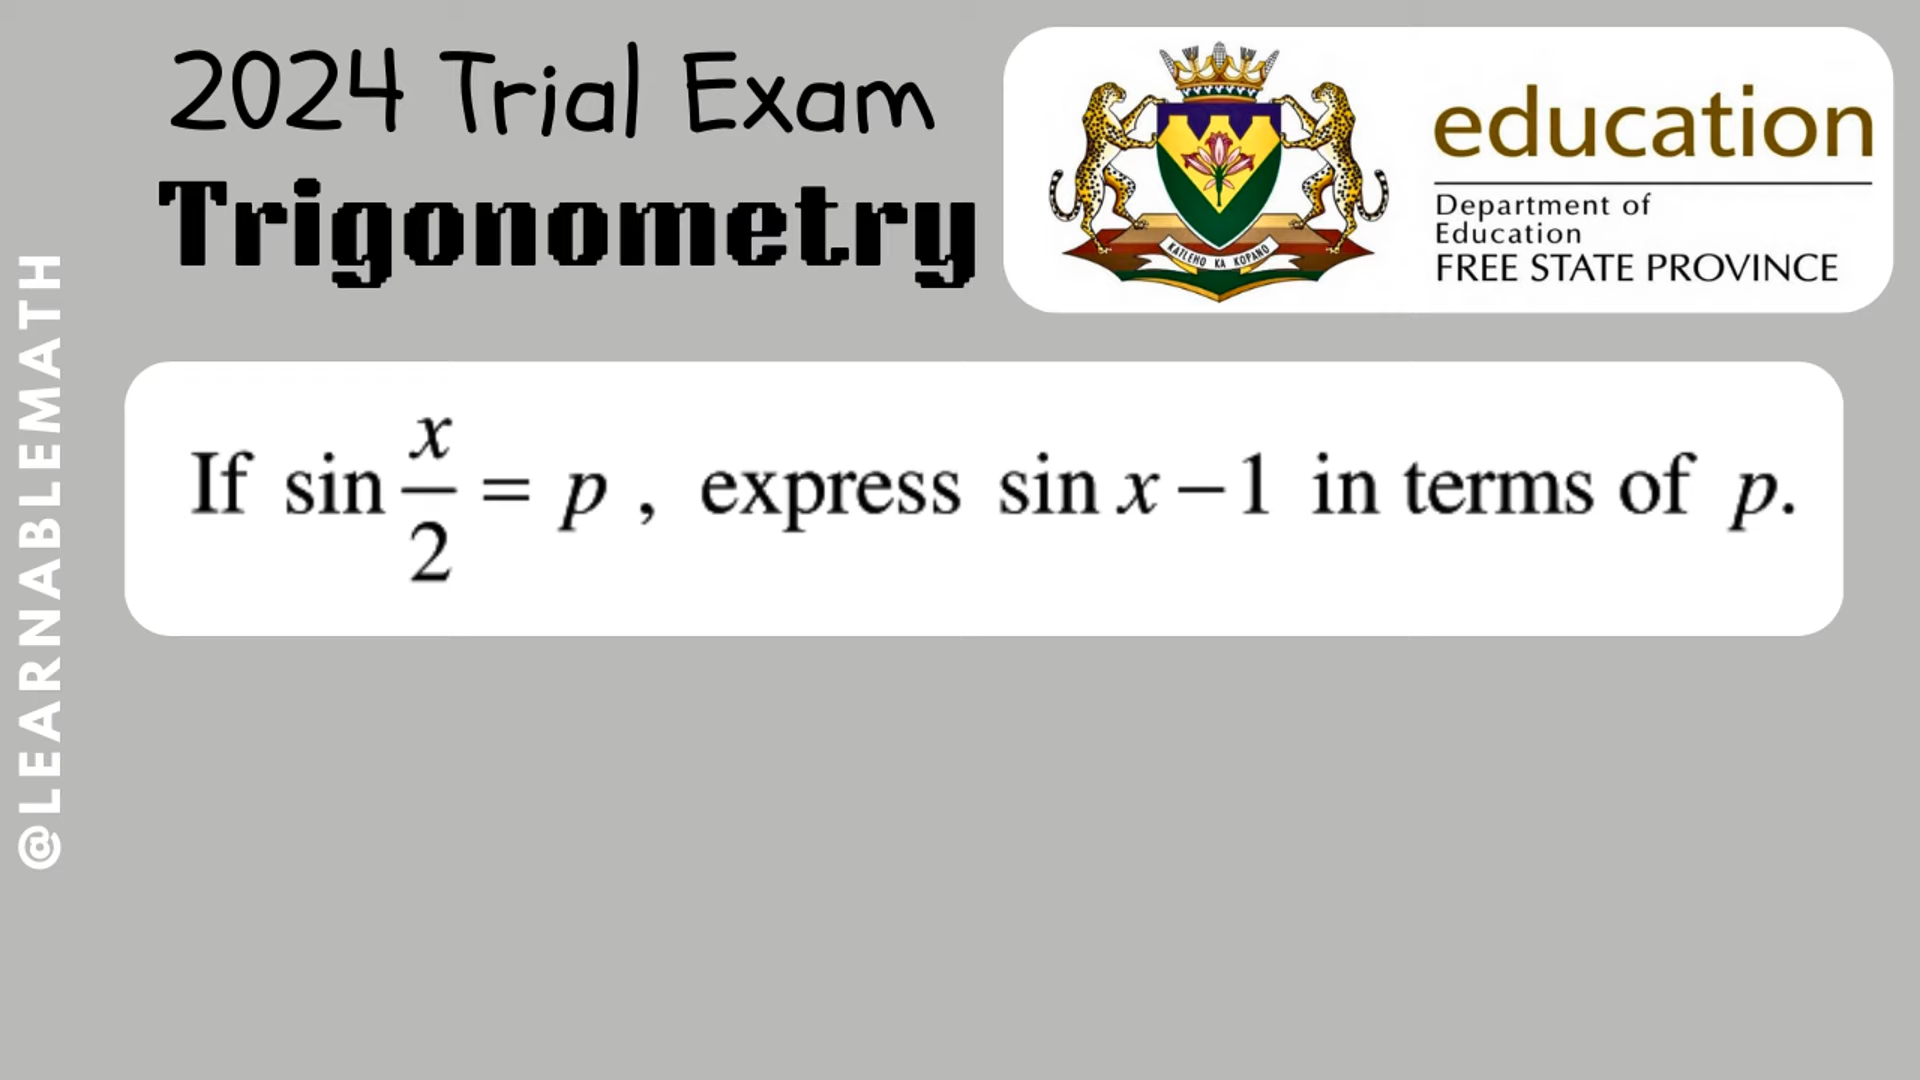 2024 Trial Exam
Trigonometry
KATLEHO KA KOPANO
education
Department of
Education
FREE STATE PROVINCE
@LEARNABLEMATH
If sin x/2 = p , express sin x – 1 in terms of p.